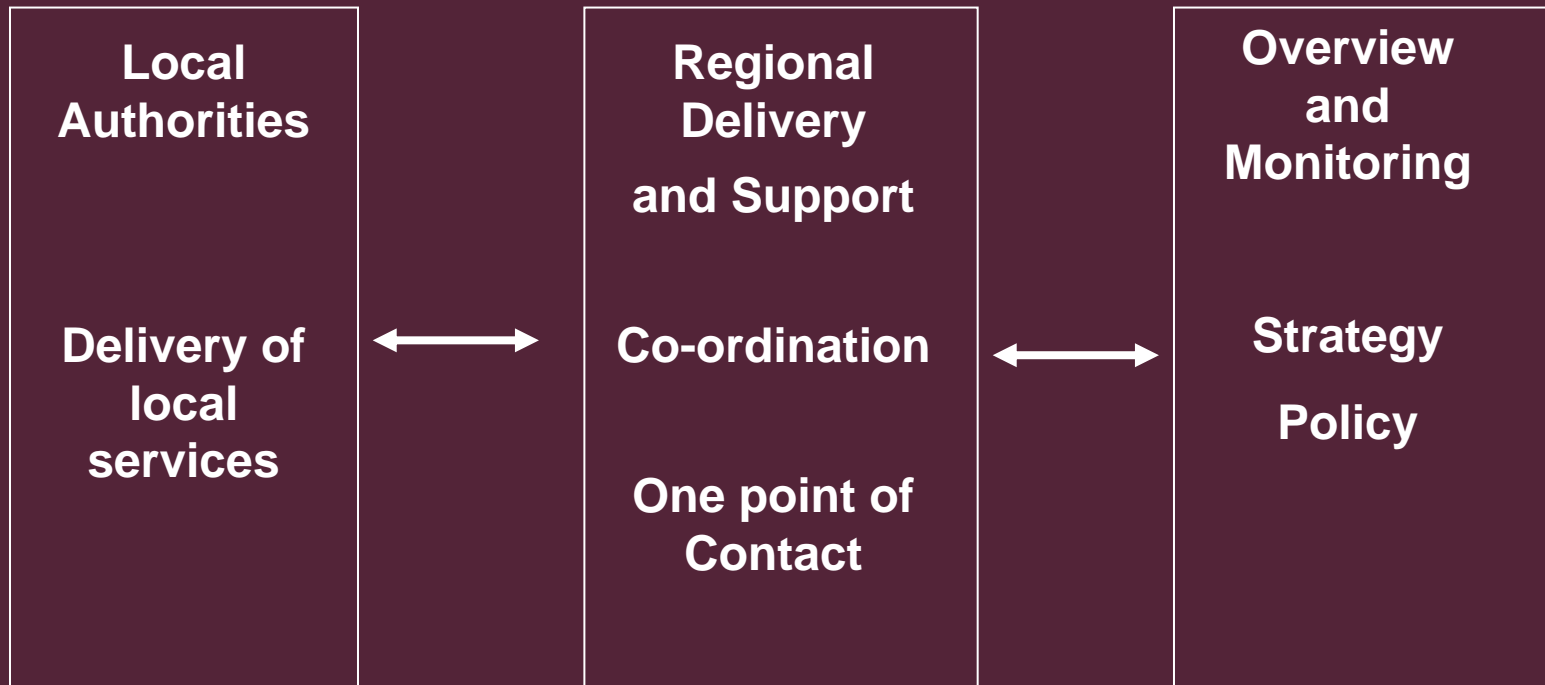 Local
Authorities
Delivery of
local
services
Regional
Delivery
and Support
Co-ordination
One point of
Contact
Overview
and
Monitoring
Strategy
Policy